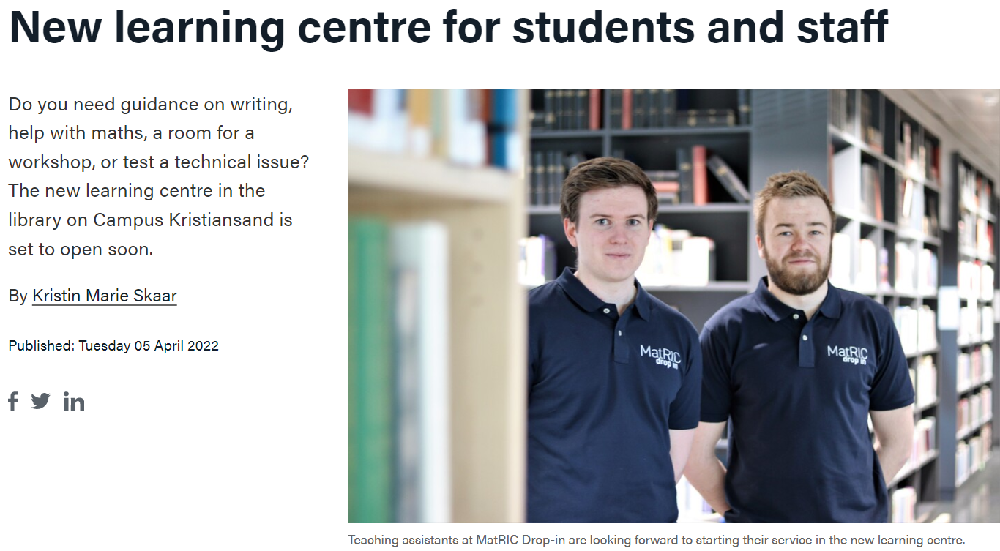 New learning centre for students and staff
Do you need guidance on writing,
help with maths, a room for a
workshop, or test a technical issue?
The new learning centre in the
library on Campus Kristiansand is
set to open soon.
By Kristin Marie Skaar
Published: Tuesday 05 April 2022
MatRIC
drop in
MatRIC
drop in
Teaching assistants at MatRIC Drop-in are looking forward to starting their service in the new learning centre.